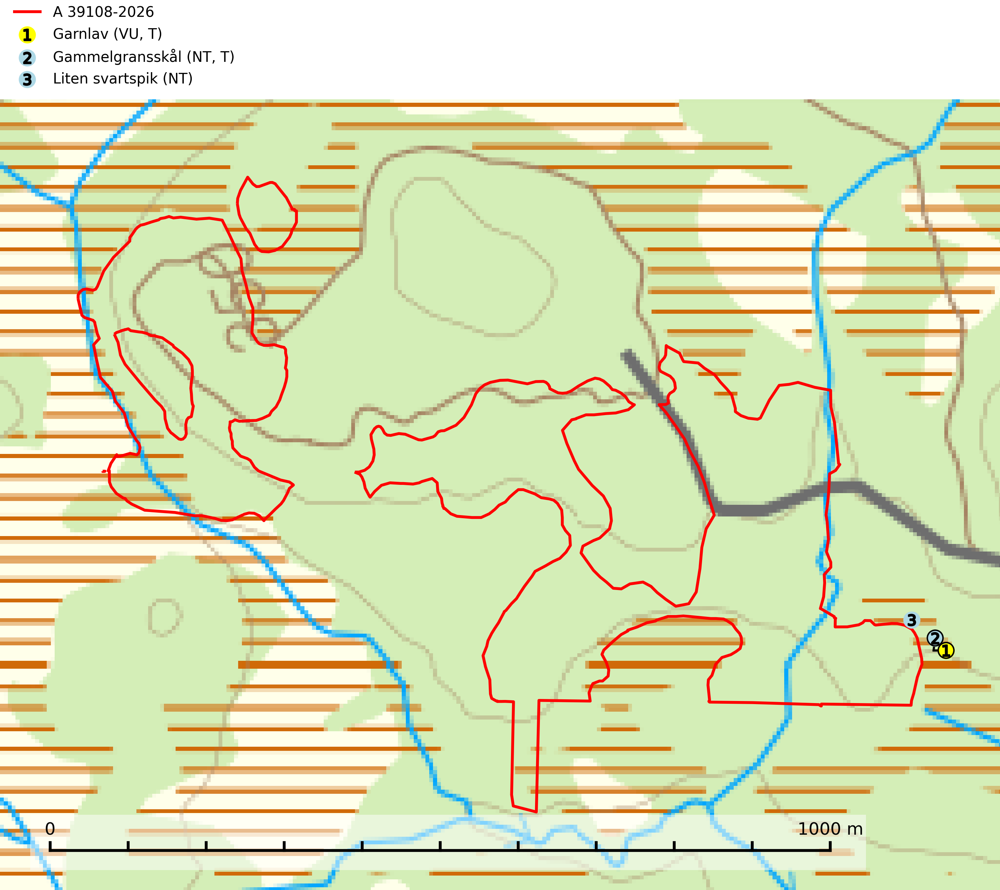 A 39108-2026
1 Garnlav (VU, T)
2 Gammelgransskål (NT, T)
3 Liten svartspik (NT)
3
2
1
0 1000 m